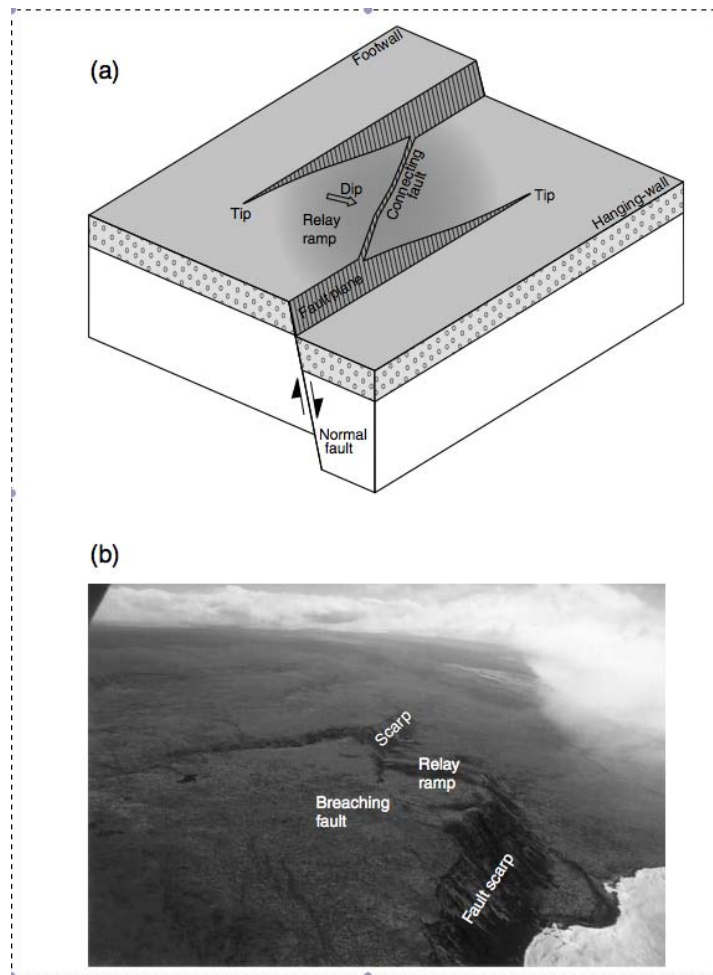 (a)
Footwall
Tip
Dip
Relay
ramp
Connecting
fault
Tip
Hanging-wall
Fault plane
Normal
fault
(b)
Scarp
Relay
ramp
Breaching
fault
Fault scarp